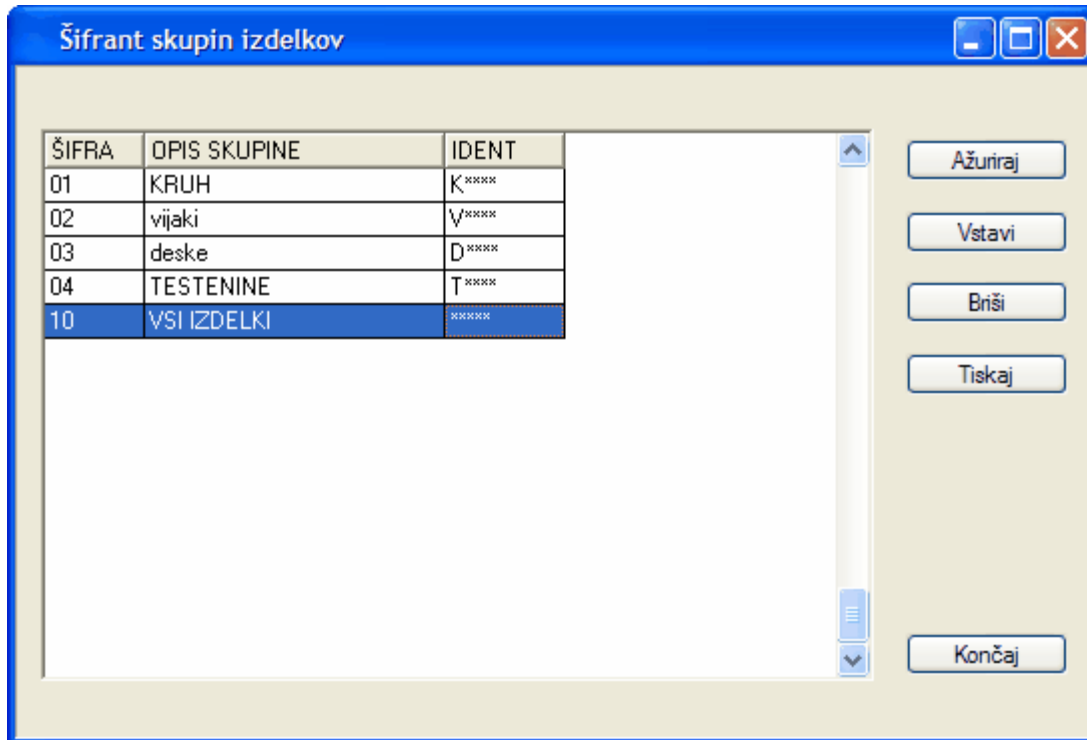 Šifrant skupin izdelkov
ŠIFRA OPIS SKUPINE IDENT
01 KRUH K****
02 vijaki V****
03 deske D****
04 TESTENINE T****
10 VSI IZDELKI *****
Ažuriraj
Vstavi
Briši
Tiskaj
Končaj